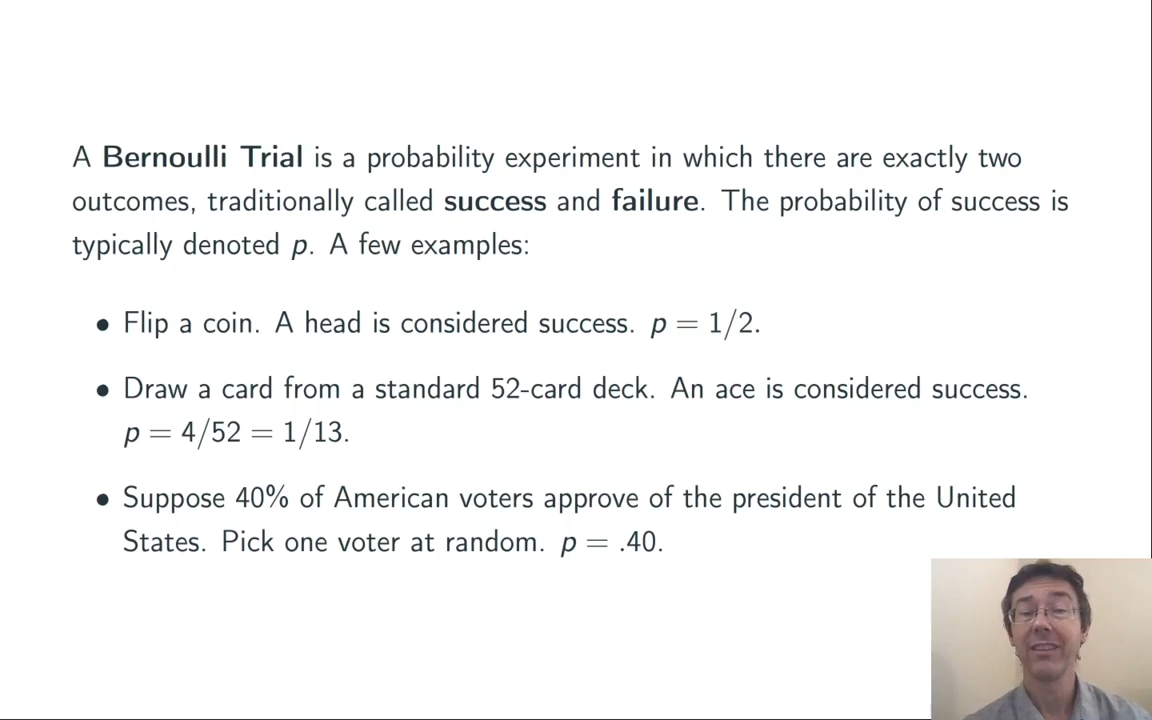 A Bernoulli Trial is a probability experiment in which there are exactly two
outcomes, traditionally called success and failure. The probability of success is
typically denoted p. A few examples:
• Flip a coin. A head is considered success. p = 1/2.
• Draw a card from a standard 52-card deck. An ace is considered success.
p = 4/52 = 1/13.
• Suppose 40% of American voters approve of the president of the United
States. Pick one voter at random. p = .40.